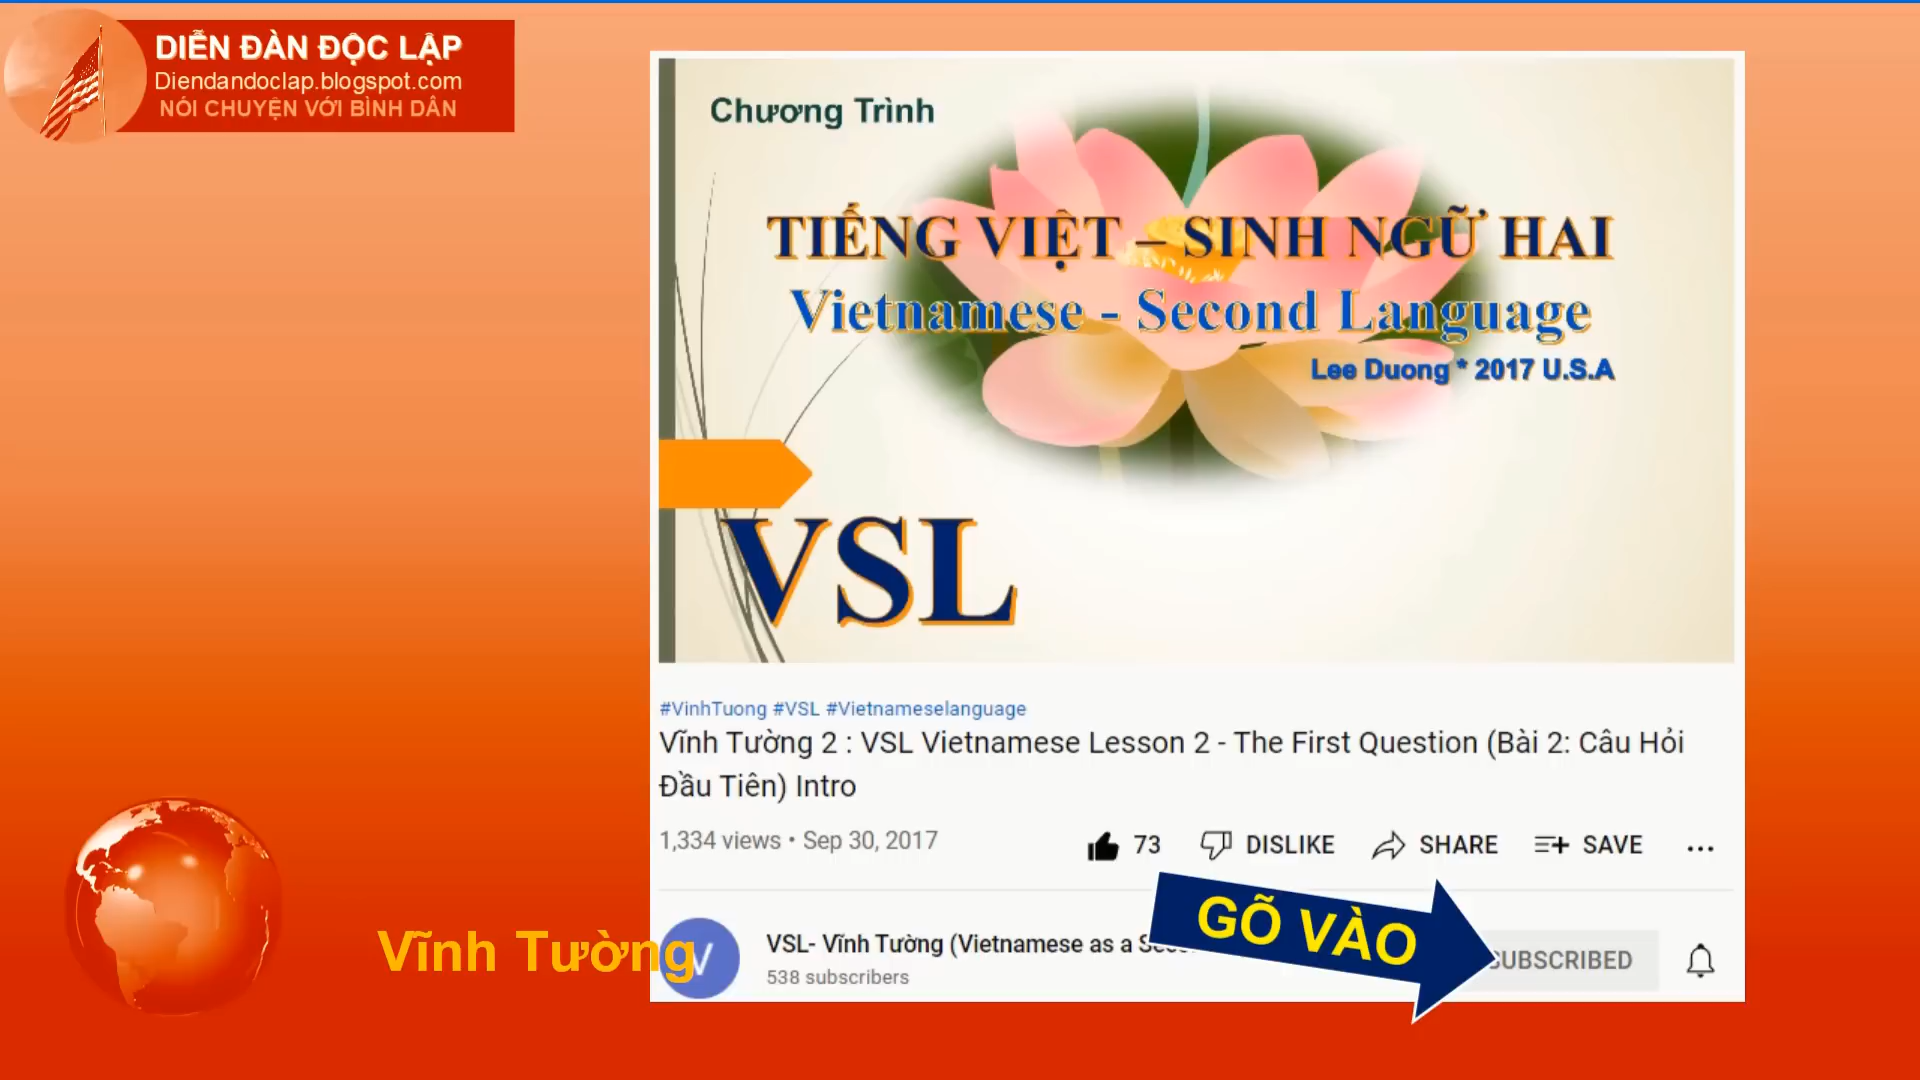 DIỄN ĐÀN ĐỘC LẬP
Diendandoclap.blogspot.com
NÓI CHUYỆN VỚI BÌNH DÂN
Chương Trình
TIẾNG VIỆT – SINH NGỮ HAI
Vietnamese - Second Language
Lee Duong * 2017 U.S.A
VSL
#VinhTuong #VSL #Vietnameselanguage
Vĩnh Tường 2 : VSL Vietnamese Lesson 2 - The First Question (Bài 2: Câu Hỏi
Đầu Tiên) Intro
1,334 views • Sep 30, 2017
73 DISLIKE SHARE SAVE ...
GÕ VÀO
Vĩnh Tường
V
VSL- Vĩnh Tường (Vietnamese as a
SUBSCRIBED
538 subscribers